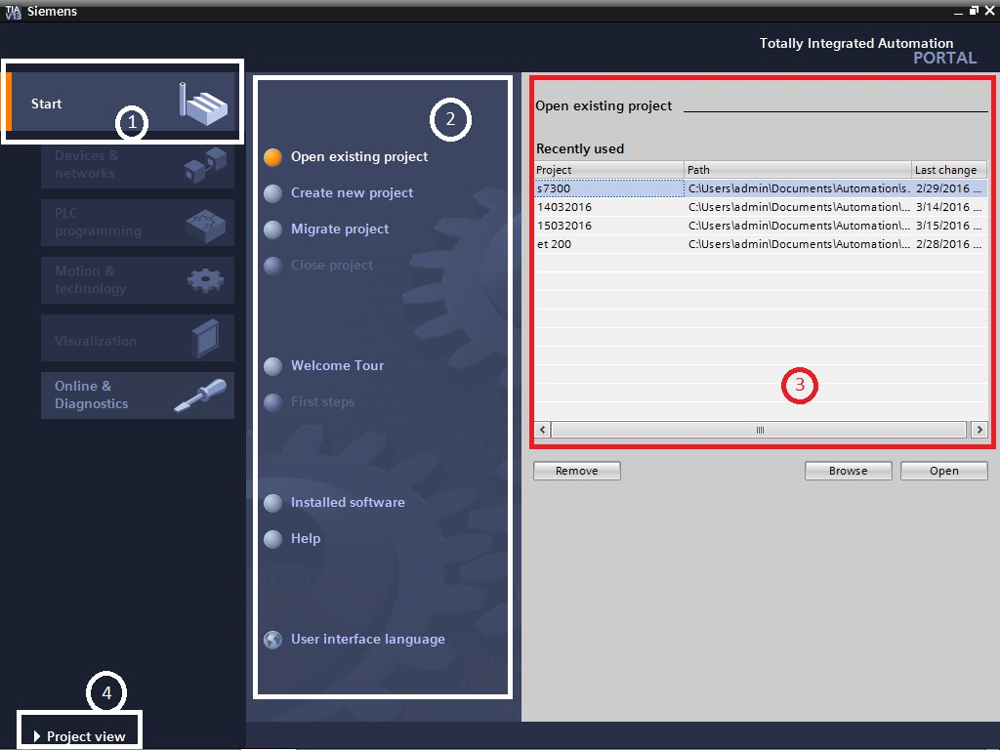 TIA
V13
Siemens
Totally Integrated Automation
PORTAL
Start
1
Devices &
networks
PLC
programming
Motion &
technology
Visualization
Online &
Diagnostics
4
Project view
2
Open existing project
Create new project
Migrate project
Close project
Welcome Tour
First steps
Installed software
Help
User interface language
Open existing project
Recently used
Project Path Last change
s7300 C:\Users\admin\Documents\Automation\s. 2/29/2016 ...
14032016 C:\Users\admin\Documents\Automation\... 3/14/2016 ...
15032016 C:\Users\admin\Documents\Automation\... 3/15/2016 ...
et 200 C:\Users\admin\Documents\Automation\... 2/28/2016 ...
3
Remove Browse Open